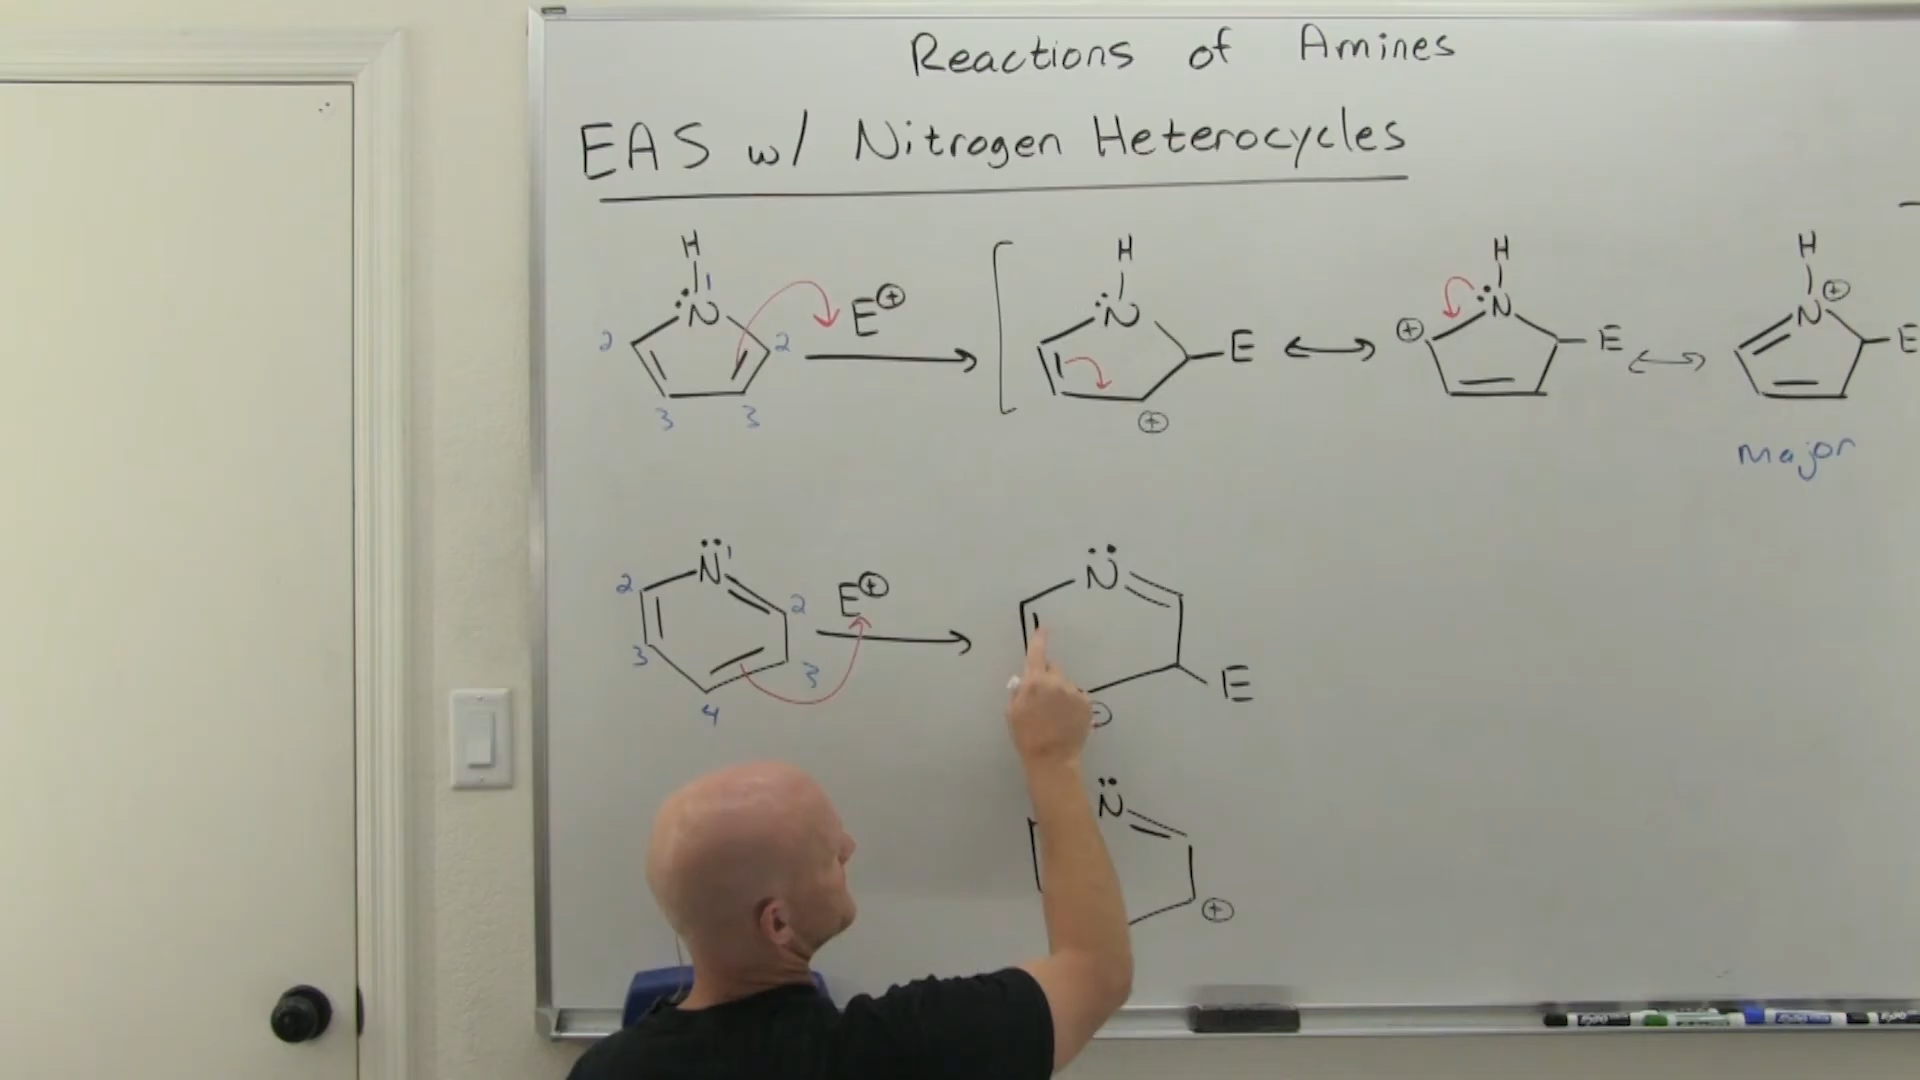 Reactions of Amines
EAS w/ Nitrogen Heterocycles
H H H H
N 1 E⊕ N N N⊕
2 2 E ⊕ E E
3 3 ⊕
Major
N 1 N
2 2 E⊕
3 3 E
4
N
⊕